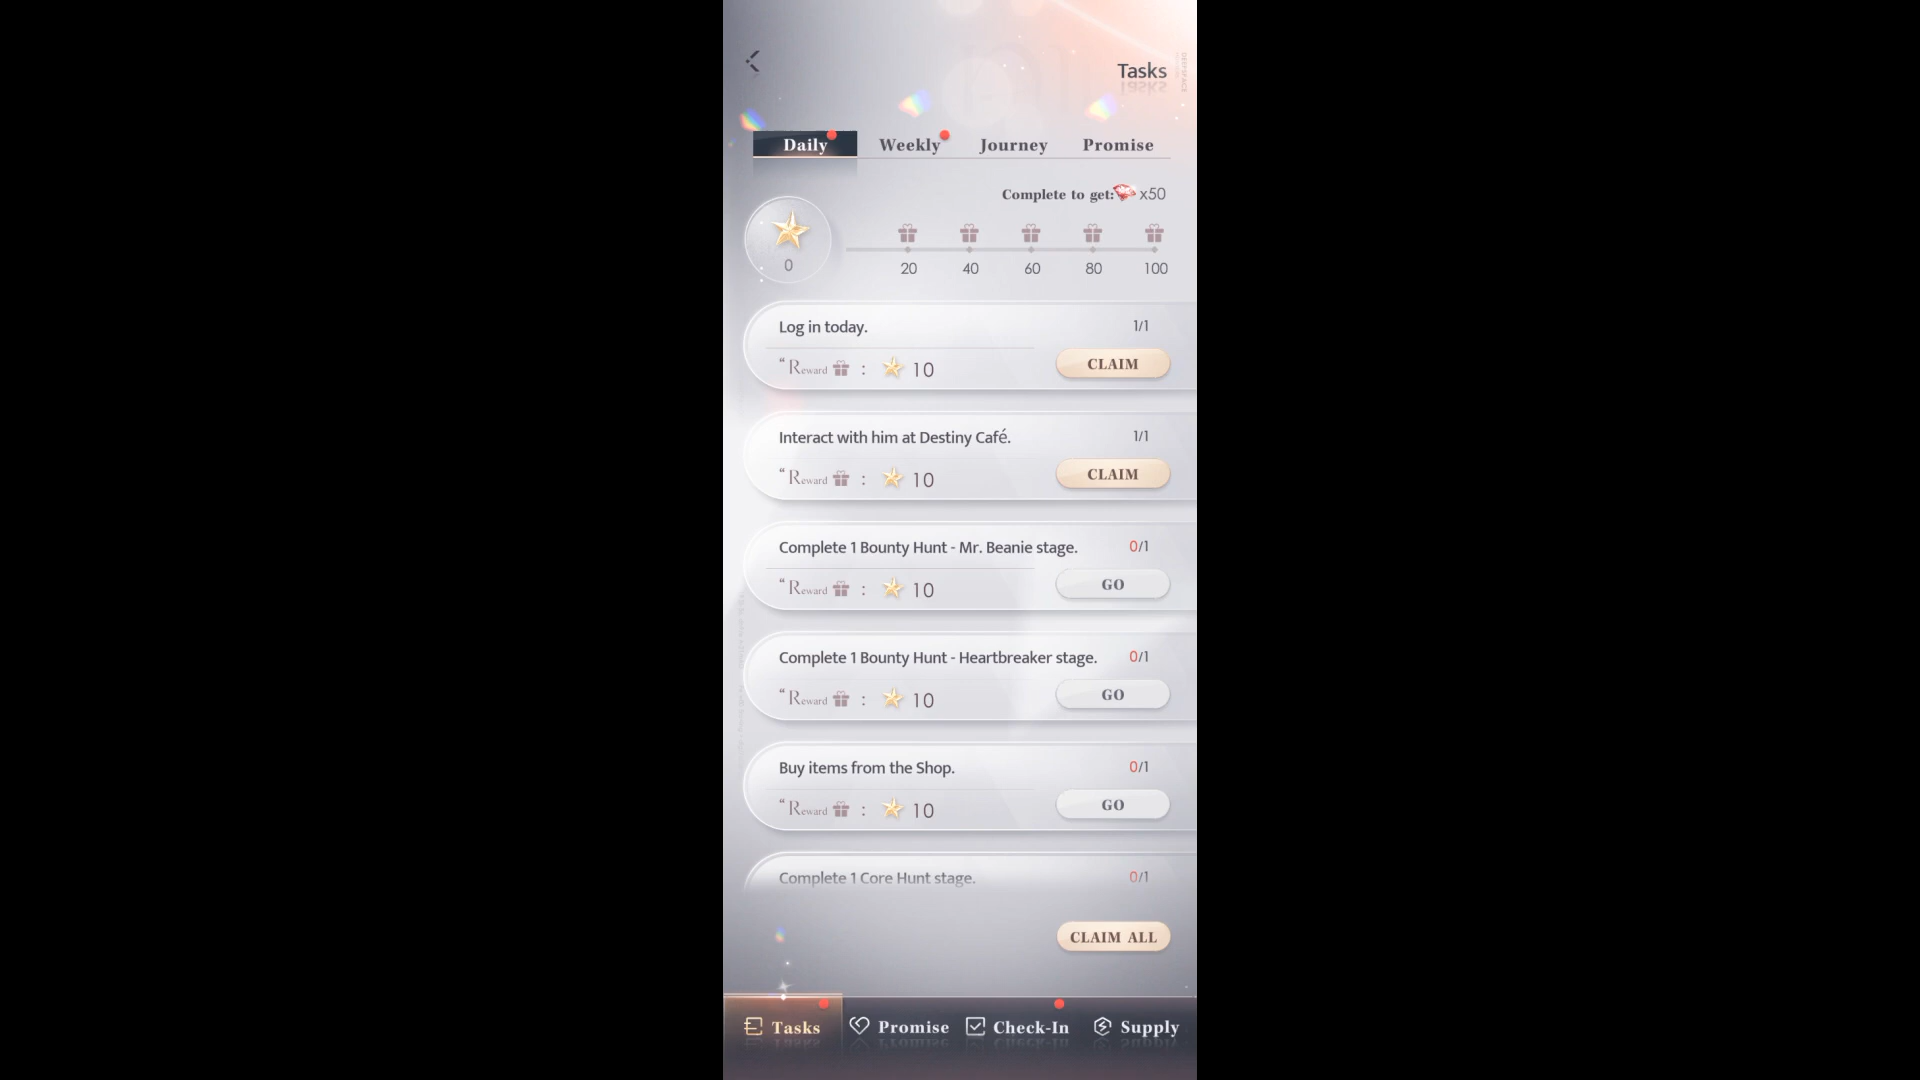 Tasks
Daily
Weekly
Journey
Promise
Complete to get: x50
0
20
40
60
80
100
Log in today.
1/1
“Reward : 10
CLAIM
Interact with him at Destiny Café.
1/1
“Reward : 10
CLAIM
Complete 1 Bounty Hunt - Mr. Beanie stage.
0/1
“Reward : 10
GO
Complete 1 Bounty Hunt - Heartbreaker stage.
0/1
“Reward : 10
GO
Buy items from the Shop.
0/1
“Reward : 10
GO
Complete 1 Core Hunt stage.
0/1
CLAIM ALL
Tasks
Promise
Check-In
Supply